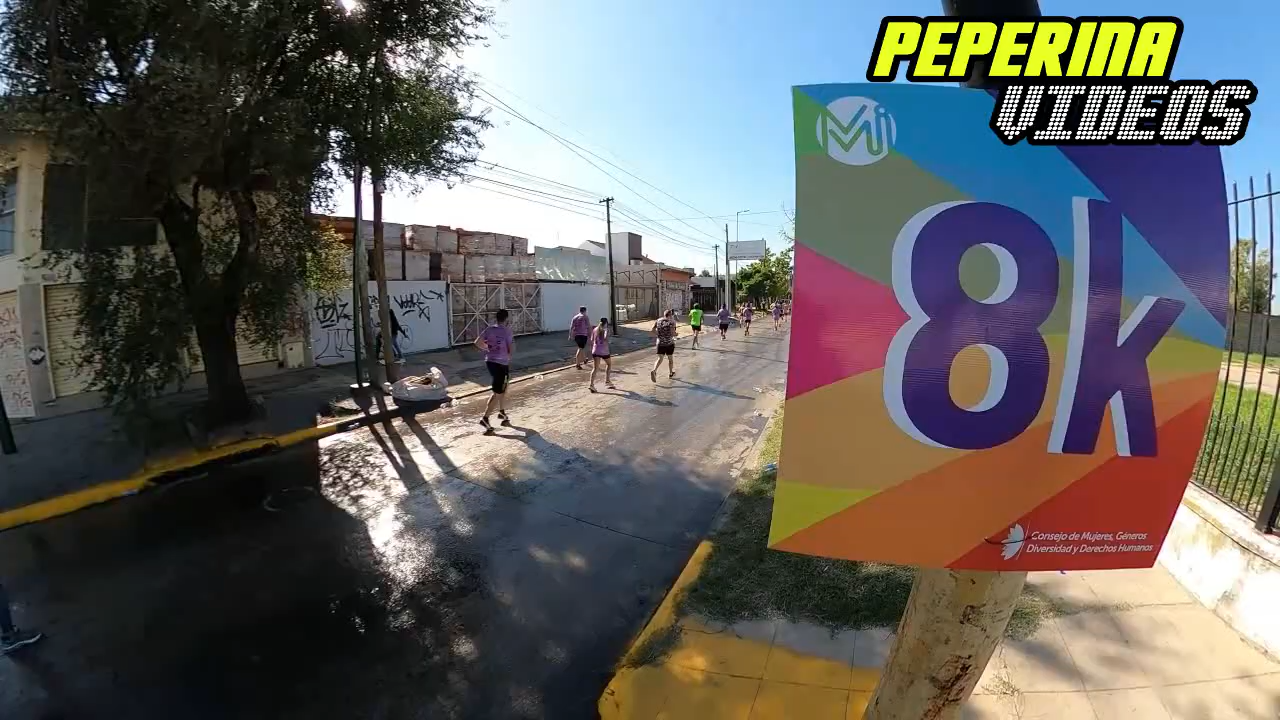 PEPERINA
VIDEOS
8k
Consejo de Mujeres, Géneros
Diversidad y Derechos Humanos